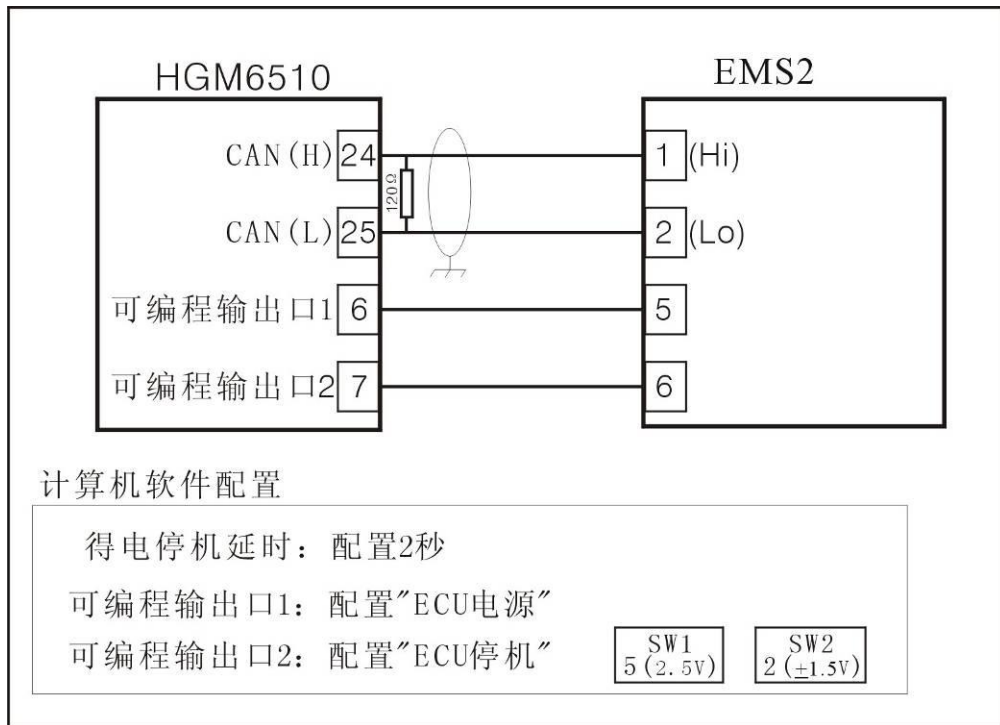 HGM6510
EMS2
CAN(H) 24
1 (Hi)
120Ω
CAN(L) 25
2 (Lo)
可编程输出口1 6
5
可编程输出口2 7
6
计算机软件配置
得电停机延时：配置2秒
可编程输出口1：配置"ECU电源"
可编程输出口2：配置"ECU停机"
SW1
5(2.5V)
SW2
2(±1.5V)